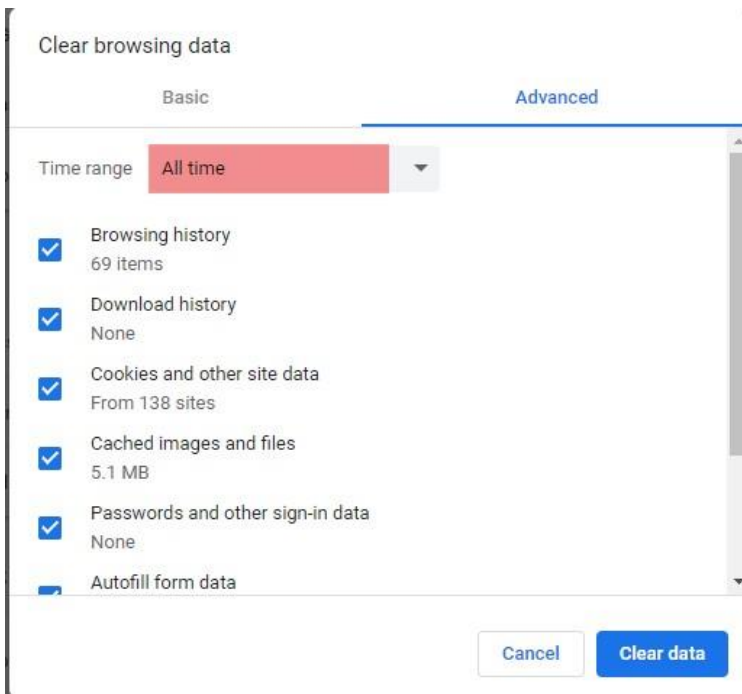 Clear browsing data
Basic Advanced
Time range All time
Browsing history
69 items
Download history
None
Cookies and other site data
From 138 sites
Cached images and files
5.1 MB
Passwords and other sign-in data
None
Autofill form data
Cancel Clear data